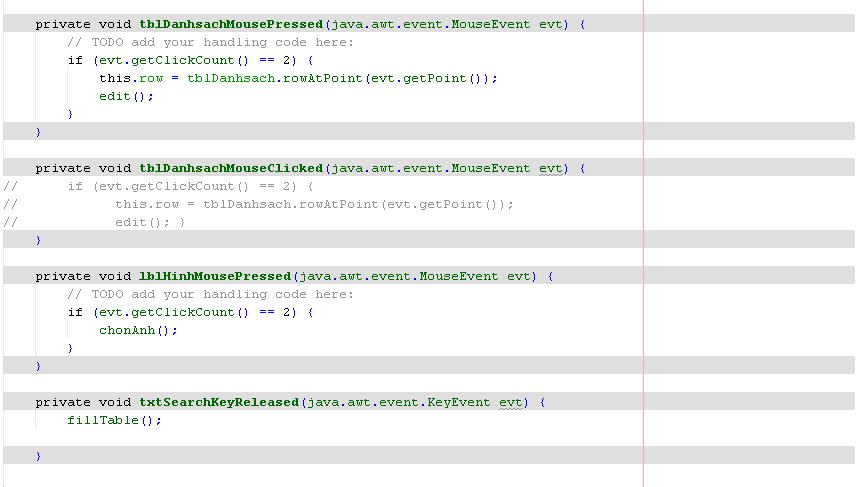 private void tblDanhsachMousePressed(java.awt.event.MouseEvent evt) {
// TODO add your handling code here:
if (evt.getClickCount() == 2) {
this.row = tblDanhsach.rowAtPoint(evt.getPoint());
edit();
}
}
private void tblDanhsachMouseClicked(java.awt.event.MouseEvent evt) {
// if (evt.getClickCount() == 2) {
// this.row = tblDanhsach.rowAtPoint(evt.getPoint());
// edit(); }
}
private void lblHinhMousePressed(java.awt.event.MouseEvent evt) {
// TODO add your handling code here:
if (evt.getClickCount() == 2) {
chonAnh();
}
}
private void txtSearchKeyReleased(java.awt.event.KeyEvent evt) {
fillTable();
}